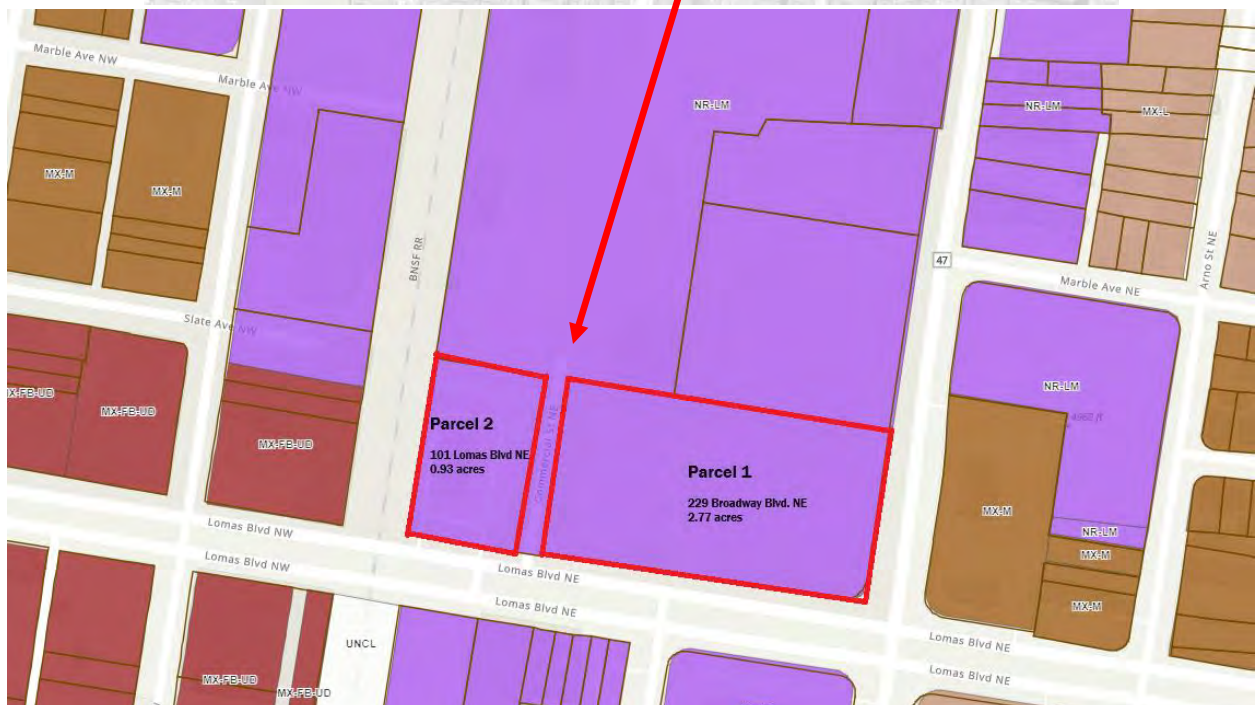 Marble Ave NW
Marble Ave NW
NR-LM
NR-LM
MX-L
MX-M
MX-M
BNSF RR
47
Arno St NE
Marble Ave NE
Slate Ave NW
NR-LM
4966 ft
MX-FB-UD
MX-FB-UD
MX-FB-UD
Parcel 2
101 Lomas Blvd NE
0.93 acres
Commercial St NE
Parcel 1
229 Broadway Blvd. NE
2.77 acres
MX-M
NR-LM
MX-M
MX-M
Lomas Blvd NW
Lomas Blvd NW
Lomas Blvd NE
Lomas Blvd NE
Lomas Blvd NE
Lomas Blvd NE
UNCL
MX-FB-UD
MX-FB-UD